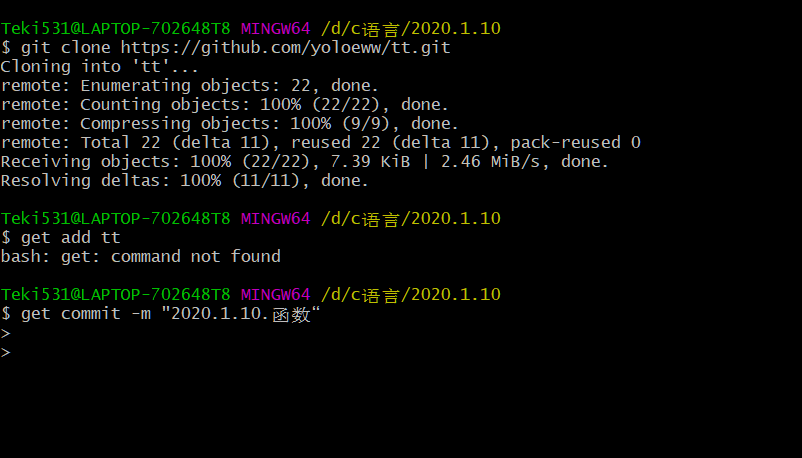 Teki531@LAPTOP-702648T8 MINGW64 /d/c语言/2020.1.10
$ git clone https://github.com/yoloeww/tt.git
Cloning into 'tt'...
remote: Enumerating objects: 22, done.
remote: Counting objects: 100% (22/22), done.
remote: Compressing objects: 100% (9/9), done.
remote: Total 22 (delta 11), reused 22 (delta 11), pack-reused 0
Receiving objects: 100% (22/22), 7.39 KiB | 2.46 MiB/s, done.
Resolving deltas: 100% (11/11), done.
Teki531@LAPTOP-702648T8 MINGW64 /d/c语言/2020.1.10
$ get add tt
bash: get: command not found
Teki531@LAPTOP-702648T8 MINGW64 /d/c语言/2020.1.10
$ get commit -m "2020.1.10.函数“
>
>